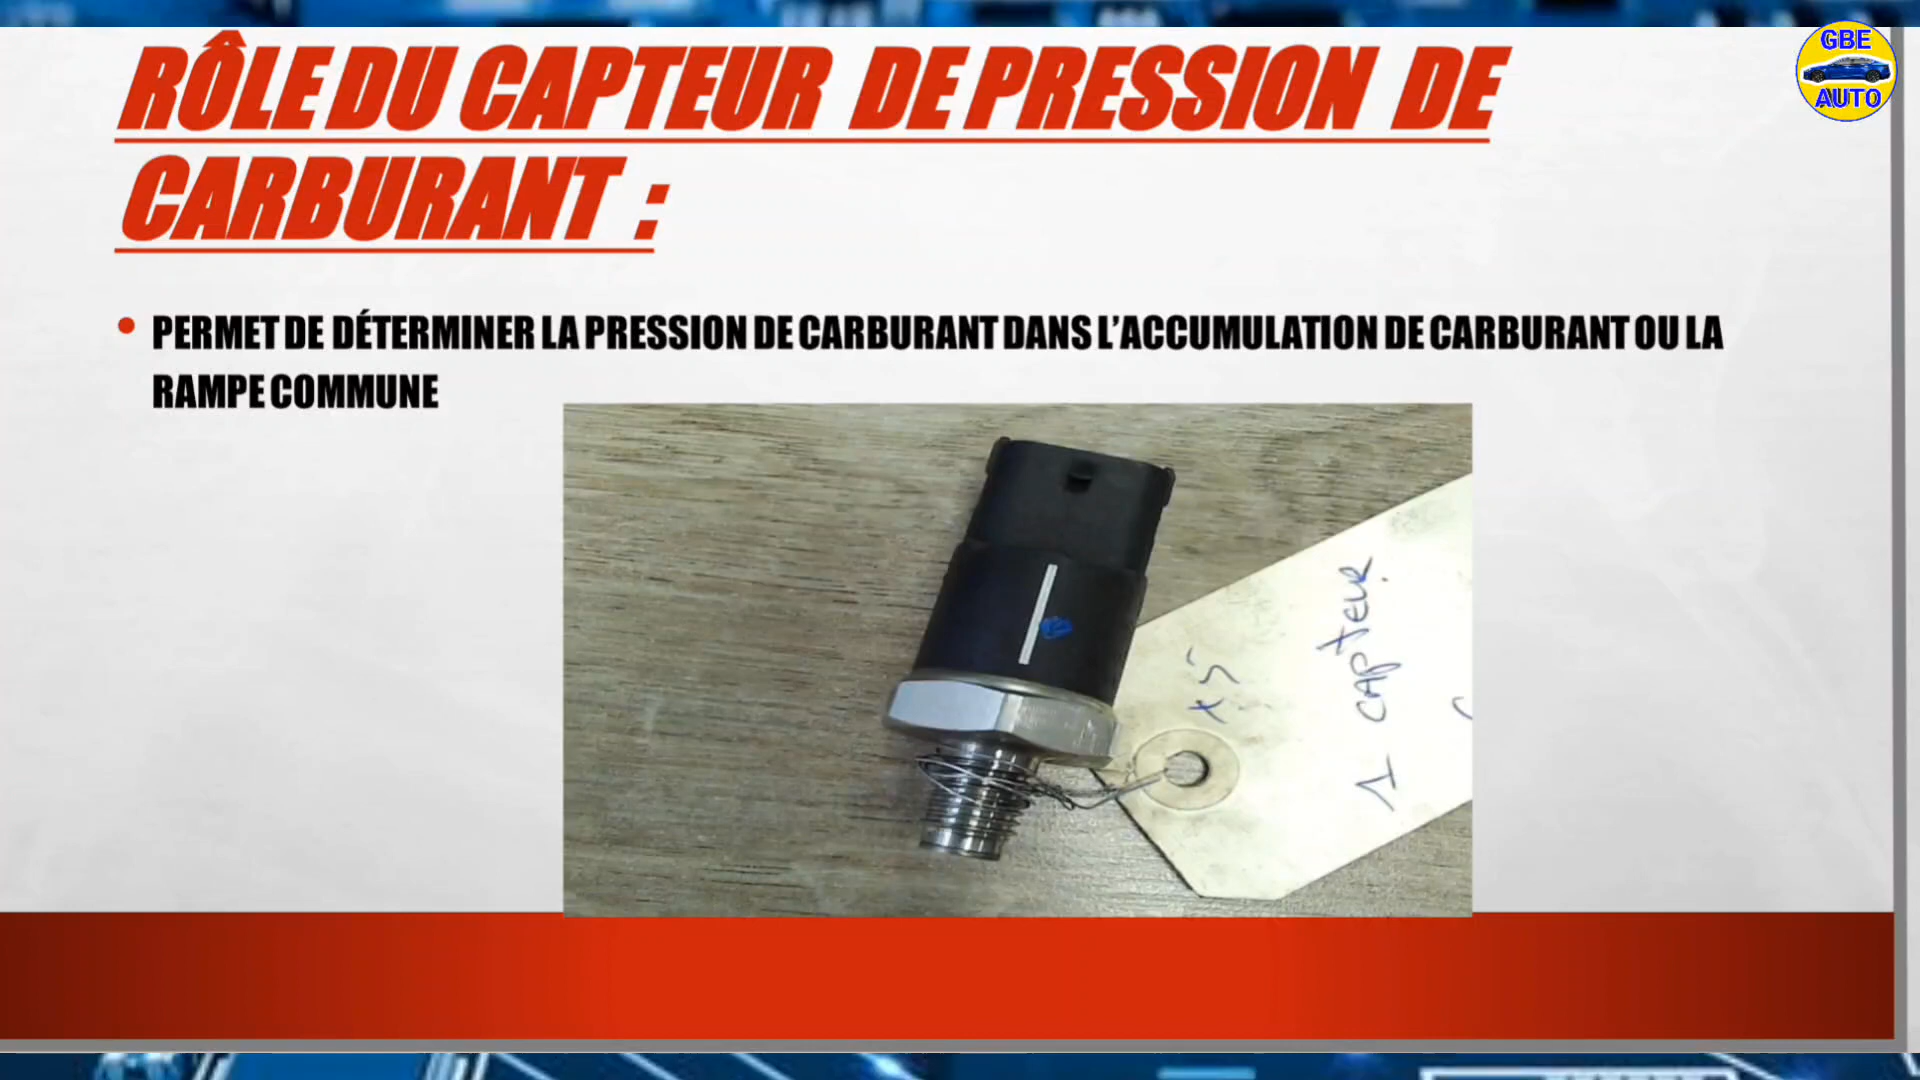 RÔLE DU CAPTEUR DE PRESSION DE
CARBURANT :
GBE
AUTO
• PERMET DE DÉTERMINER LA PRESSION DE CARBURANT DANS L'ACCUMULATION DE CARBURANT OU LA
RAMPE COMMUNE
X5
1 CAPTEUR